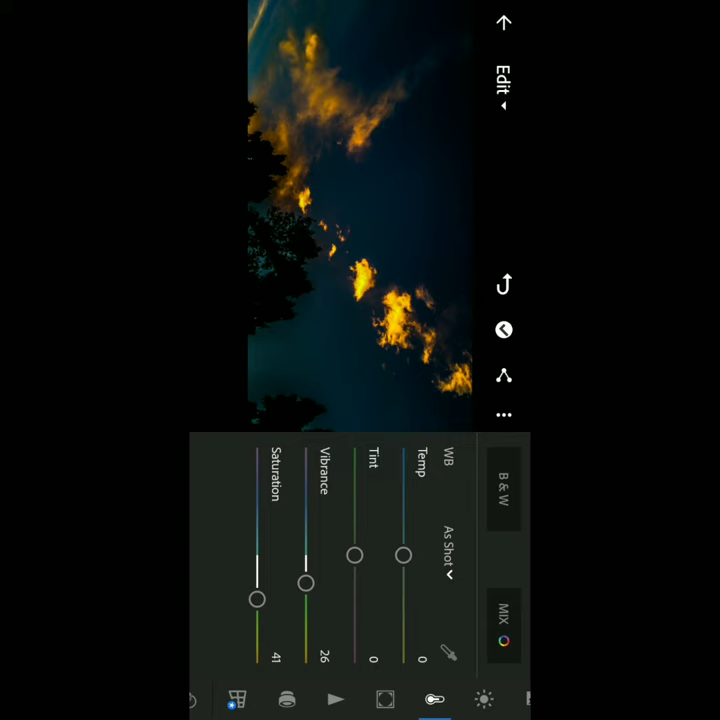 Edit
B & W
MIX
WB
As Shot
Temp
0
Tint
0
Vibrance
26
Saturation
41